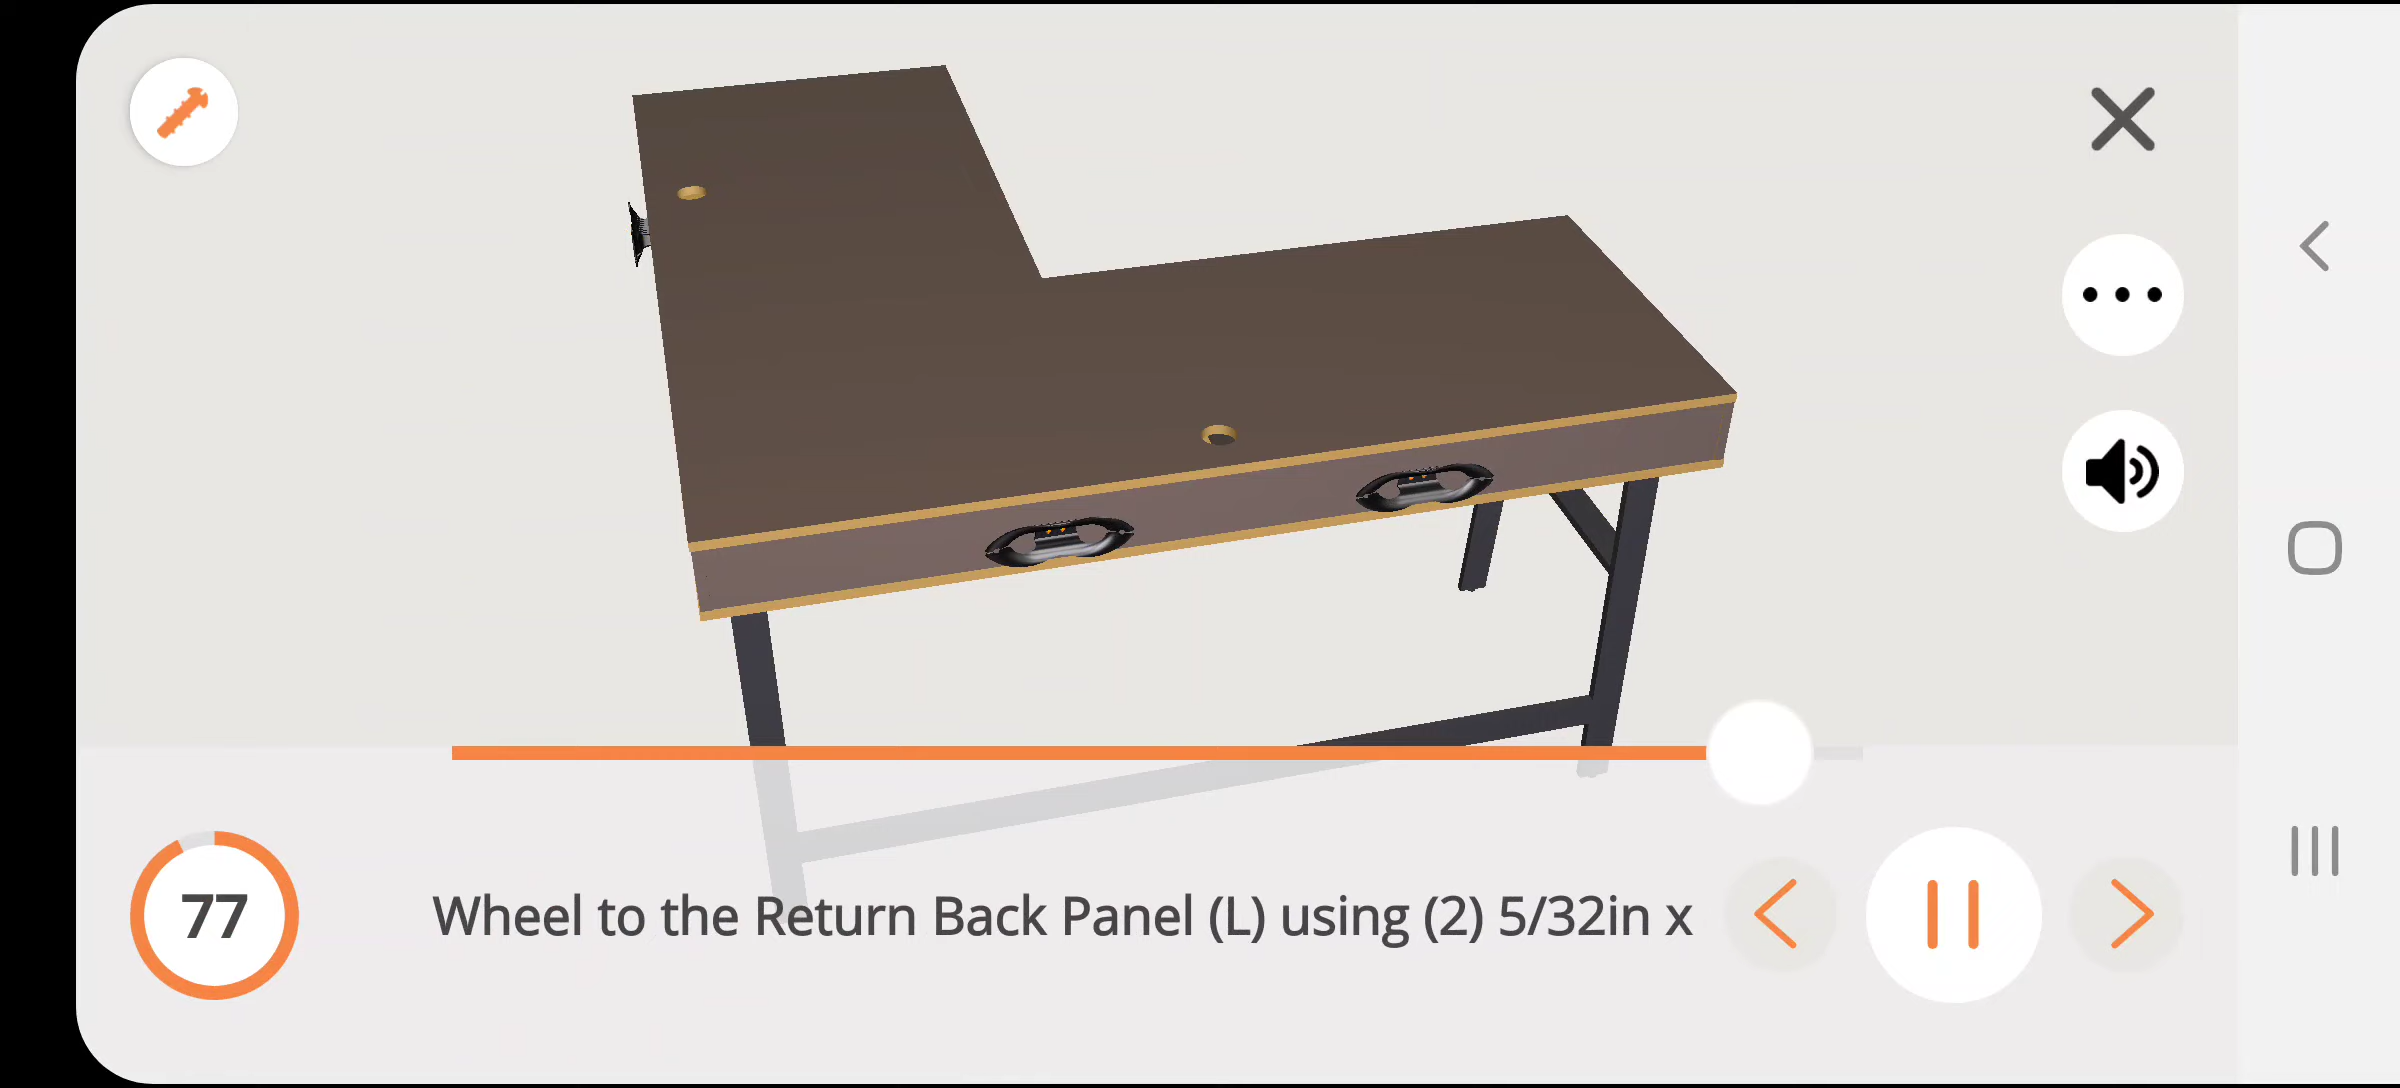 77
Wheel to the Return Back Panel (L) using (2) 5/32in x